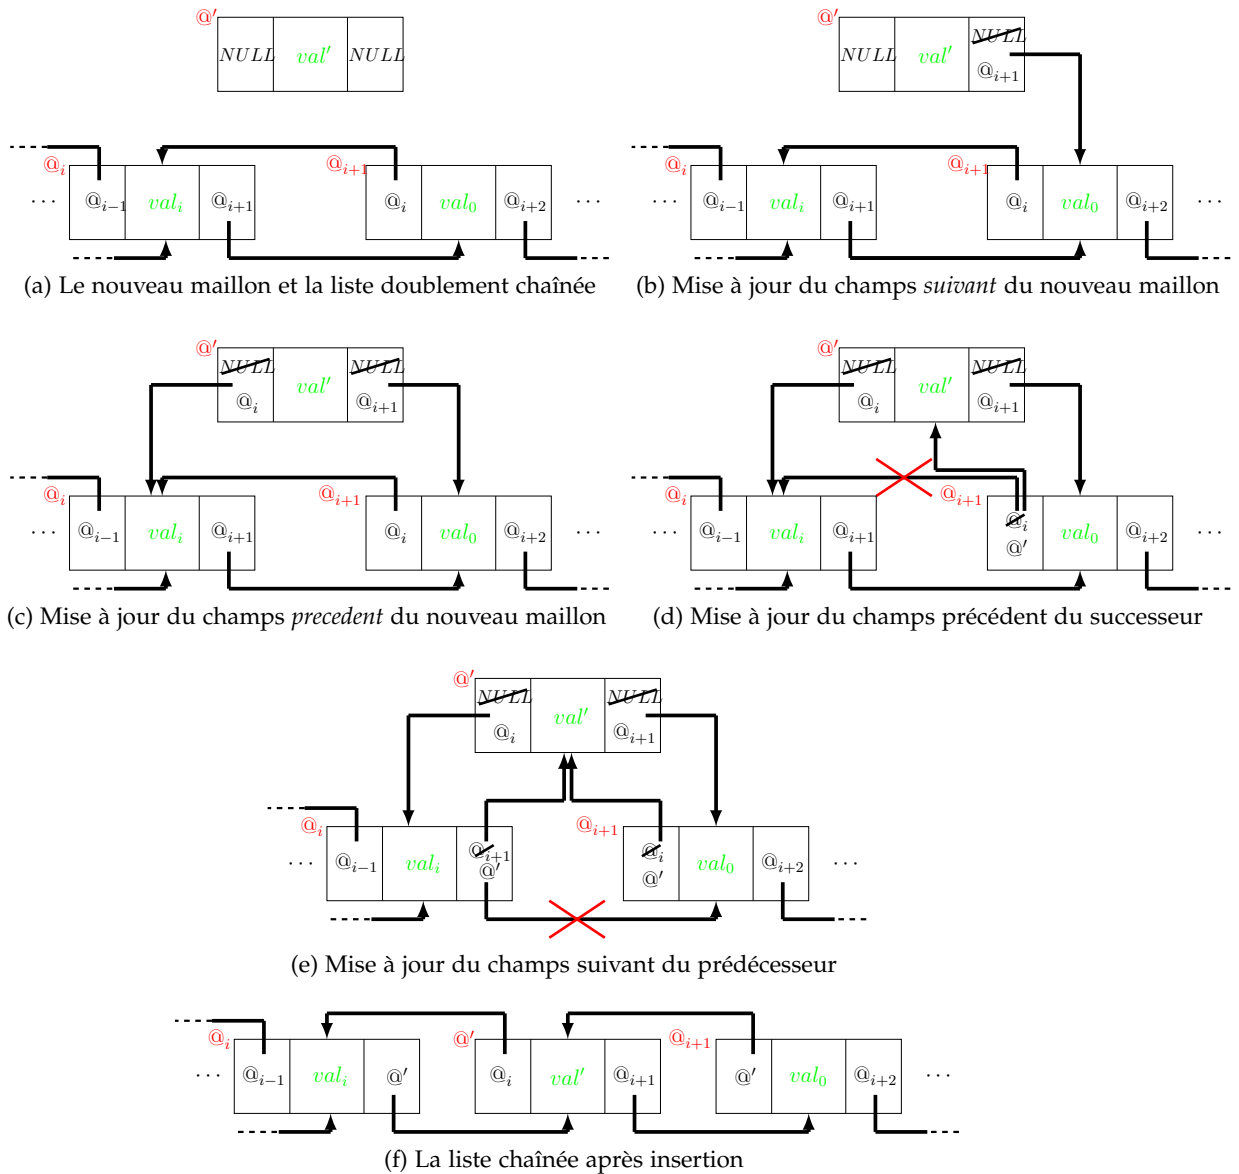 @' @'
NULL val' NULL NULL val' NULL
@i+1
@i @i+1 @i @i+1
··· @i-1 vali @i+1 @i val0 @i+2 ··· ··· @i-1 vali @i+1 @i val0 @i+2 ···
(a) Le nouveau maillon et la liste doublement chaînée (b) Mise à jour du champs suivant du nouveau maillon
@' @'
NULL val' NULL NULL val' NULL
@i @i+1 @i @i+1
@i @i+1 @i @i+1
··· @i-1 vali @i+1 @i val0 @i+2 ··· ··· @i-1 vali @i+1 @i val0 @i+2 ···
@'
(c) Mise à jour du champs precedent du nouveau maillon (d) Mise à jour du champs précédent du successeur
@'
NULL val' NULL
@i @i+1
@i @i+1
··· @i-1 vali @i+1 @i val0 @i+2 ···
@' @'
(e) Mise à jour du champs suivant du prédécesseur
@i @' @i+1
··· @i-1 vali @' @i val' @i+1 @' val0 @i+2 ···
(f) La liste chaînée après insertion